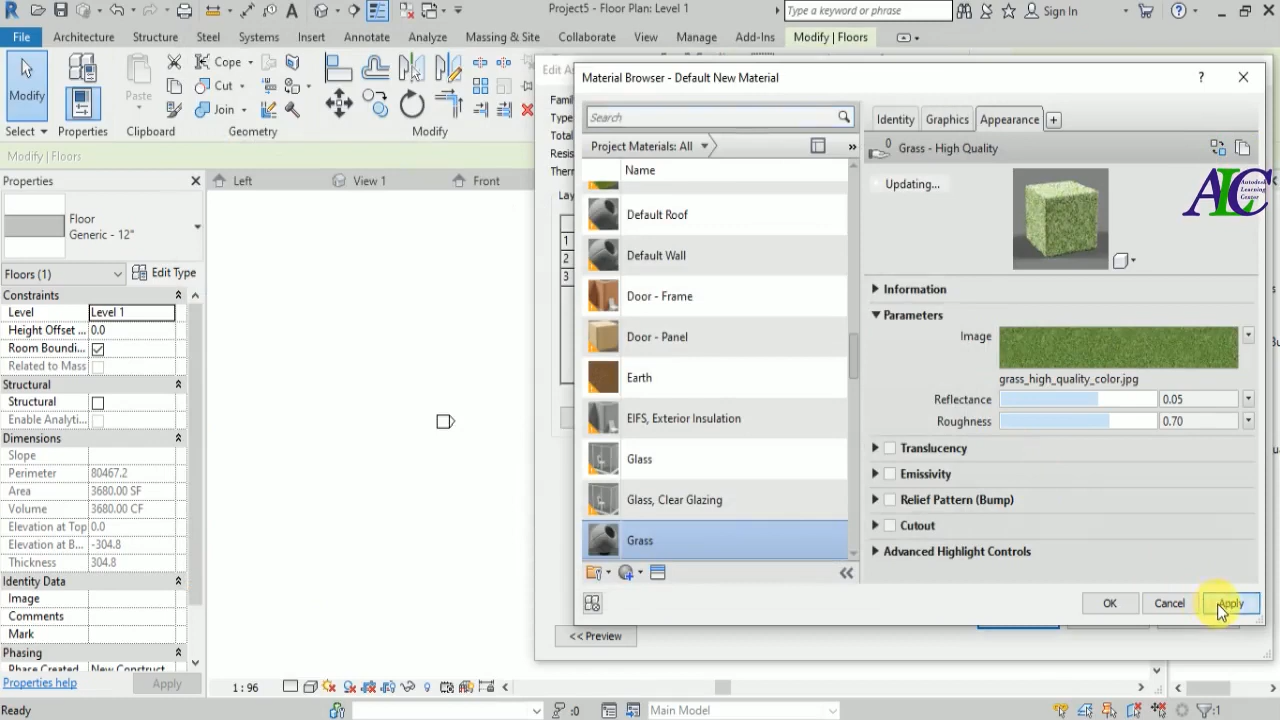 Project5 - Floor Plan: Level 1
Type a keyword or phrase
Sign In
File
Architecture
Structure
Steel
Systems
Insert
Annotate
Analyze
Massing & Site
Collaborate
View
Manage
Add-Ins
Modify | Floors
Modify
Paste
Cope
Cut
Join
Select
Properties
Clipboard
Geometry
Modify
Modify | Floors
Properties
Floor
Generic - 12"
Floors (1)
Edit Type
Constraints
Level Level 1
Height Offset ... 0.0
Room Boundi...
Related to Mass
Structural
Structural
Enable Analyti...
Dimensions
Slope
Perimeter 80467.2
Area 3680.00 SF
Volume 3680.00 CF
Elevation at Top 0.0
Elevation at B... -304.8
Thickness 304.8
Identity Data
Image
Comments
Mark
Phasing
Phase Created New Construct
Properties help
Apply
Left
View 1
Front
Material Browser - Default New Material
?
Search
Project Materials: All
Name
Default Roof
Default Wall
Door - Frame
Door - Panel
Earth
EIFS, Exterior Insulation
Glass
Glass, Clear Glazing
Grass
Identity
Graphics
Appearance
0
Grass - High Quality
Updating...
ALC
Autodesk
Learning
Center
Information
Parameters
Image
grass_high_quality_color.jpg
Reflectance 0.05
Roughness 0.70
Translucency
Emissivity
Relief Pattern (Bump)
Cutout
Advanced Highlight Controls
OK
Cancel
Apply
1
2
3
<< Preview
1 : 96
Ready
:0
Main Model
:1